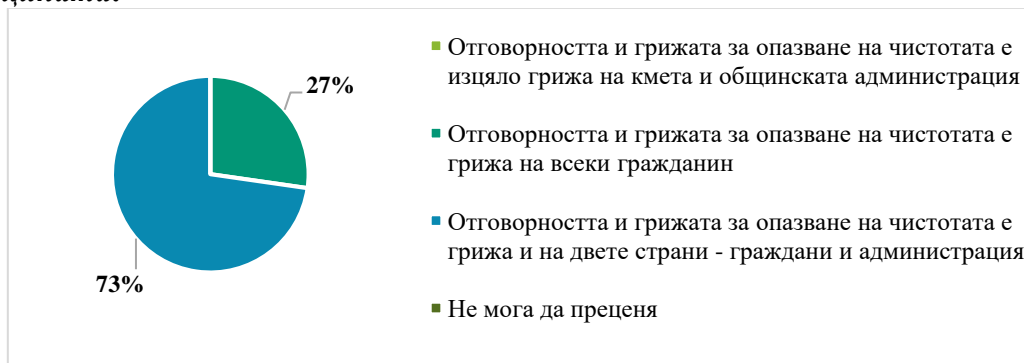 Отговорността и грижата за опазване на чистотата е
изцяло грижа на кмета и общинската администрация
27%
Отговорността и грижата за опазване на чистотата е
грижа на всеки гражданин
Отговорността и грижата за опазване на чистотата е
грижа и на двете страни - граждани и администрация
73%
Не мога да преценя